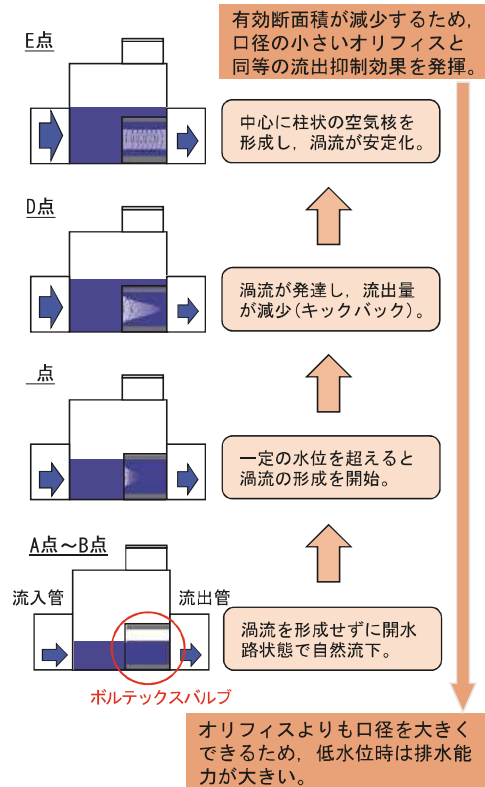 有効断面積が減少するため,
口径の小さいオリフィスと
同等の流出抑制効果を発揮。
E点
中心に柱状の空気核を
形成し,渦流が安定化。
D点
渦流が発達し,流出量
が減少(キックバック)。
点
一定の水位を超えると
渦流の形成を開始。
A点～B点
流入管
流出管
渦流を形成せずに開水
路状態で自然流下。
ボルテックスバルブ
オリフィスよりも口径を大きく
できるため,低水位時は排水能
力が大きい。